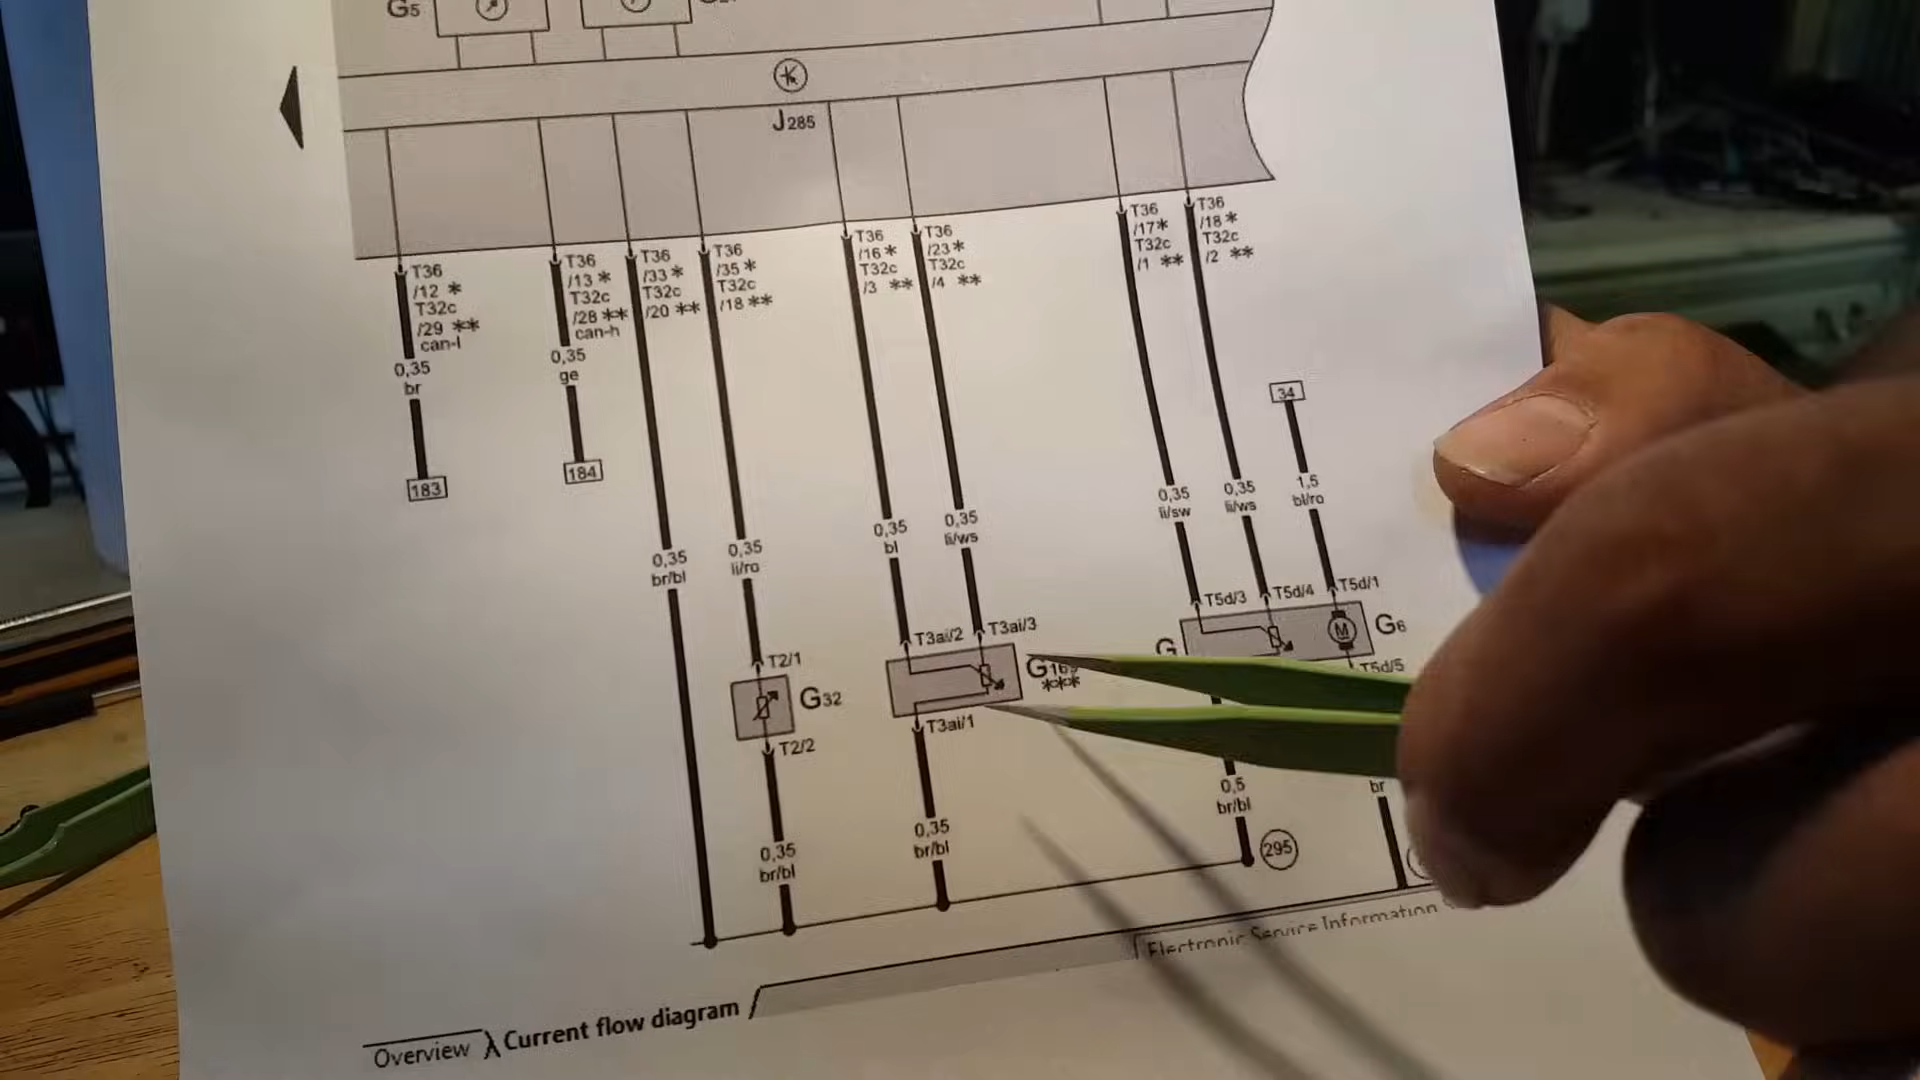 G5
J285
T36
/12 *
T32c
/29 **
can-l
0,35
br
183
T36
/13 *
T32c
/28 **
can-h
0,35
ge
184
T36
/33 *
T32c
/20 **
0,35
br/bl
T36
/35 *
T32c
/18 **
0,35
li/ro
T2/1
G32
T2/2
0,35
br/bl
T36
/16 *
T32c
/3 **
0,35
bl
T3ai/2
T36
/23 *
T32c
/4 **
0,35
li/ws
T3ai/3
***
T3ai/1
0,35
br/bl
T36
/17*
T32c
/1 **
0,35
li/sw
T5d/3
G
T36
/18 *
T32c
/2 **
0,35
li/ws
T5d/4
34
1,5
bl/ro
T5d/1
M
G6
T5d/5
0,5
br/bl
295
br
Electronic Service Information
Overview
Current flow diagram